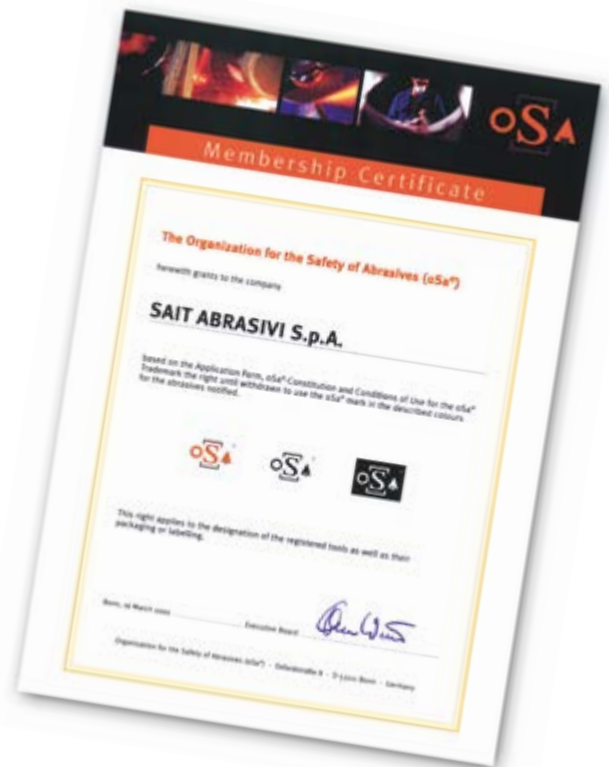 oSA
Membership Certificate
The Organization for the Safety of Abrasives (oSa®)
herewith grants to the company
SAIT ABRASIVI S.p.A.
based on the Application Form, oSa®-Constitution and Conditions of Use for the oSa®
Trademark the right until withdrawn to use the oSa® mark in the described colours
for the abrasives notified.
oSA oSA oSA
This right applies to the designation of the registered tools as well as their
packaging or labelling.
Bonn, March Executive Board
Organization for the Safety of Abrasives (oSa®) - 8 - Bonn - Germany